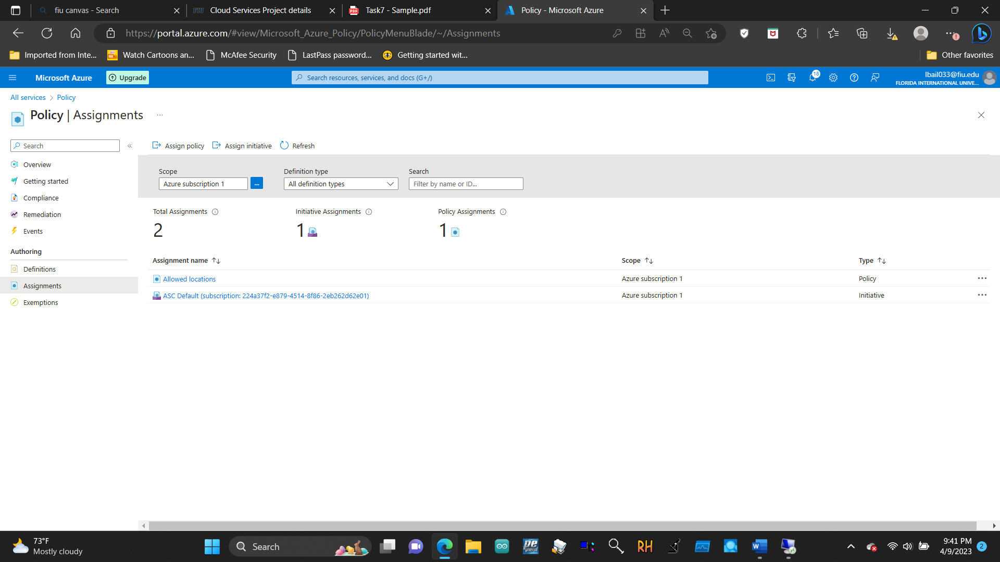 fiu canvas - Search
FIU
Cloud Services Project details
PDF
Task7 - Sample.pdf
Policy - Microsoft Azure
https://portal.azure.com/#view/Microsoft_Azure_Policy/PolicyMenuBlade/~/Assignments
Imported from Inte...
Watch Cartoons an...
McAfee Security
LastPass password...
Getting started wit...
Other favorites
Microsoft Azure
Upgrade
Search resources, services, and docs (G+/)
18
lbail033@fiu.edu
FLORIDA INTERNATIONAL UNIVE...
All services > Policy
Policy | Assignments ...
Search
«
Assign policy
Assign initiative
Refresh
Overview
Getting started
Compliance
Remediation
Events
Authoring
Definitions
Assignments
Exemptions
Scope
Definition type
Search
Azure subscription 1
...
All definition types
Filter by name or ID...
Total Assignments
Initiative Assignments
Policy Assignments
2
1
1
Assignment name
Scope
Type
Allowed locations
Azure subscription 1
Policy
...
ASC Default (subscription: 224a37f2-e879-4514-8f86-2eb262d62e01)
Azure subscription 1
Initiative
...
73°F
Mostly cloudy
Search
RH
9:41 PM
4/9/2023
2